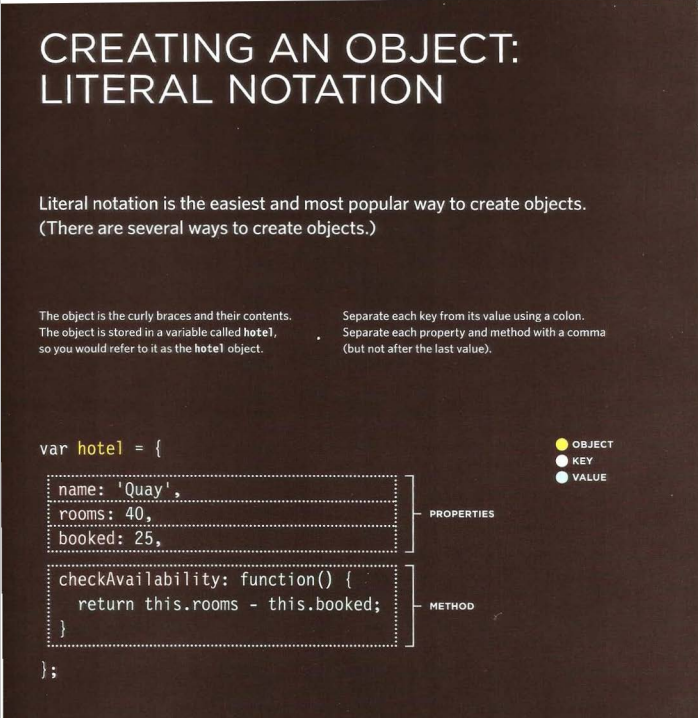 CREATING AN OBJECT:
LITERAL NOTATION
Literal notation is the easiest and most popular way to create objects.
(There are several ways to create objects.)
The object is the curly braces and their contents.
The object is stored in a variable called hotel,
so you would refer to it as the hotel object.
Separate each key from its value using a colon.
Separate each property and method with a comma
(but not after the last value).
var hotel = {
name: 'Quay',
rooms: 40,
booked: 25,
PROPERTIES
checkAvailability: function() {
return this.rooms - this.booked;
}
METHOD
};
OBJECT
KEY
VALUE